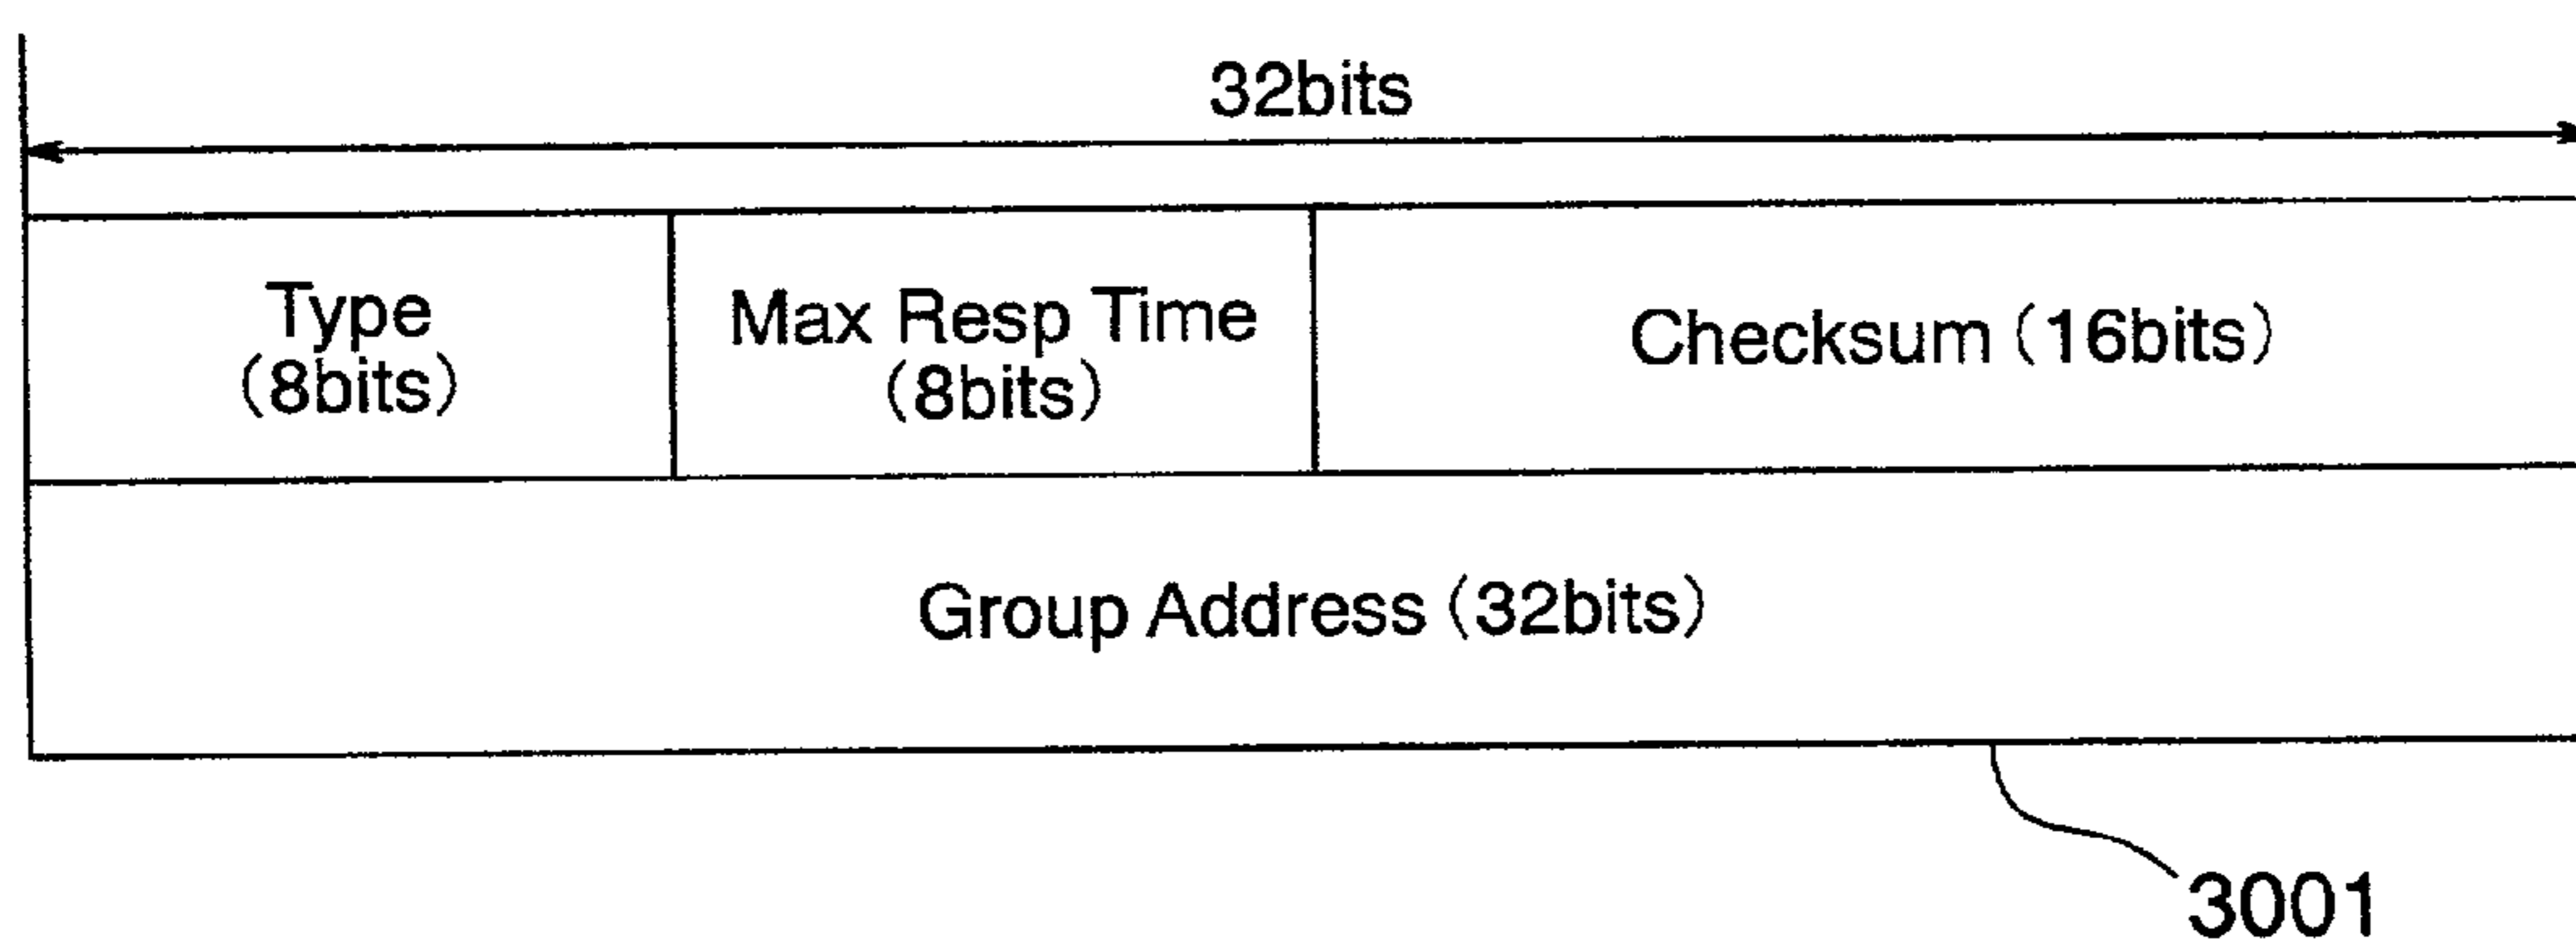 32bits
Type
(8bits)
Max Resp Time
(8bits)
Checksum (16bits)
Group Address (32bits)
3001